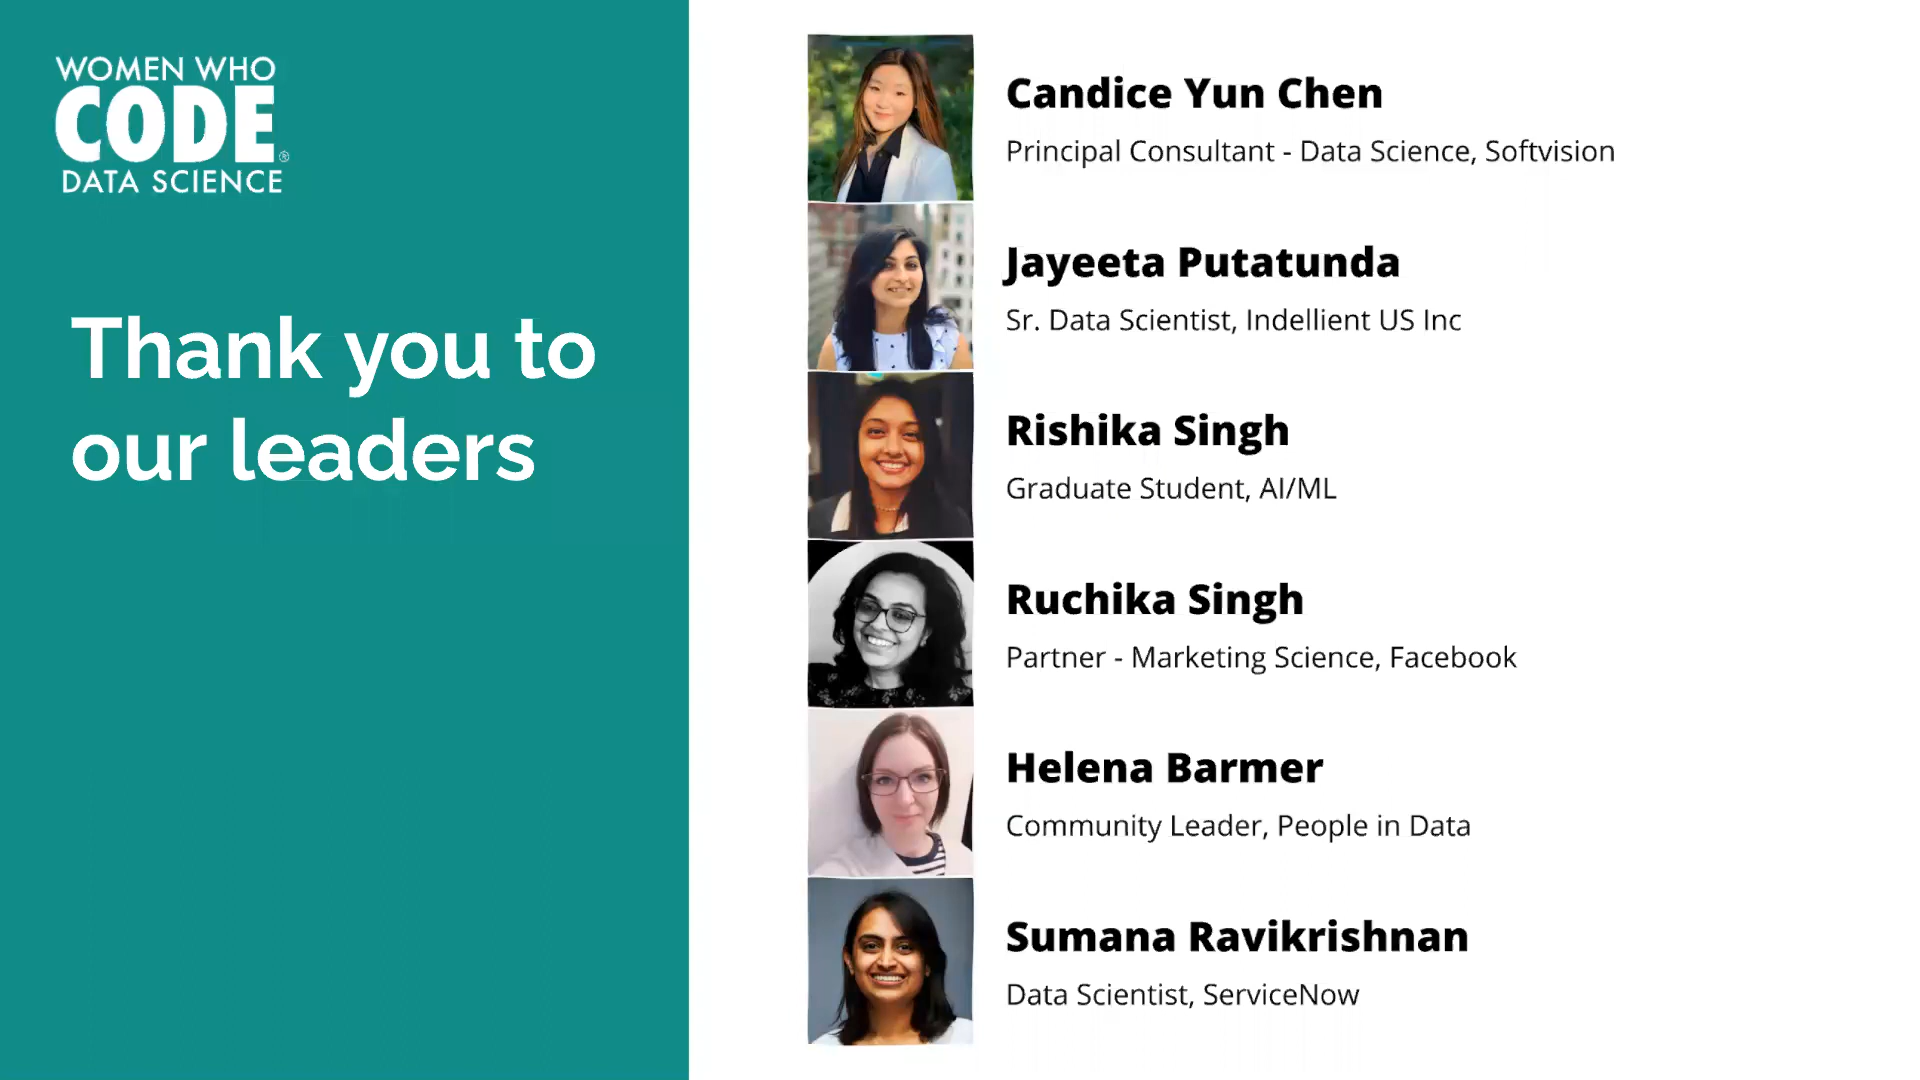 WOMEN WHO
CODE®
DATA SCIENCE
Thank you to
our leaders
Candice Yun Chen
Principal Consultant - Data Science, Softvision
Jayeeta Putatunda
Sr. Data Scientist, Indellient US Inc
Rishika Singh
Graduate Student, AI/ML
Ruchika Singh
Partner - Marketing Science, Facebook
Helena Barmer
Community Leader, People in Data
Sumana Ravikrishnan
Data Scientist, ServiceNow